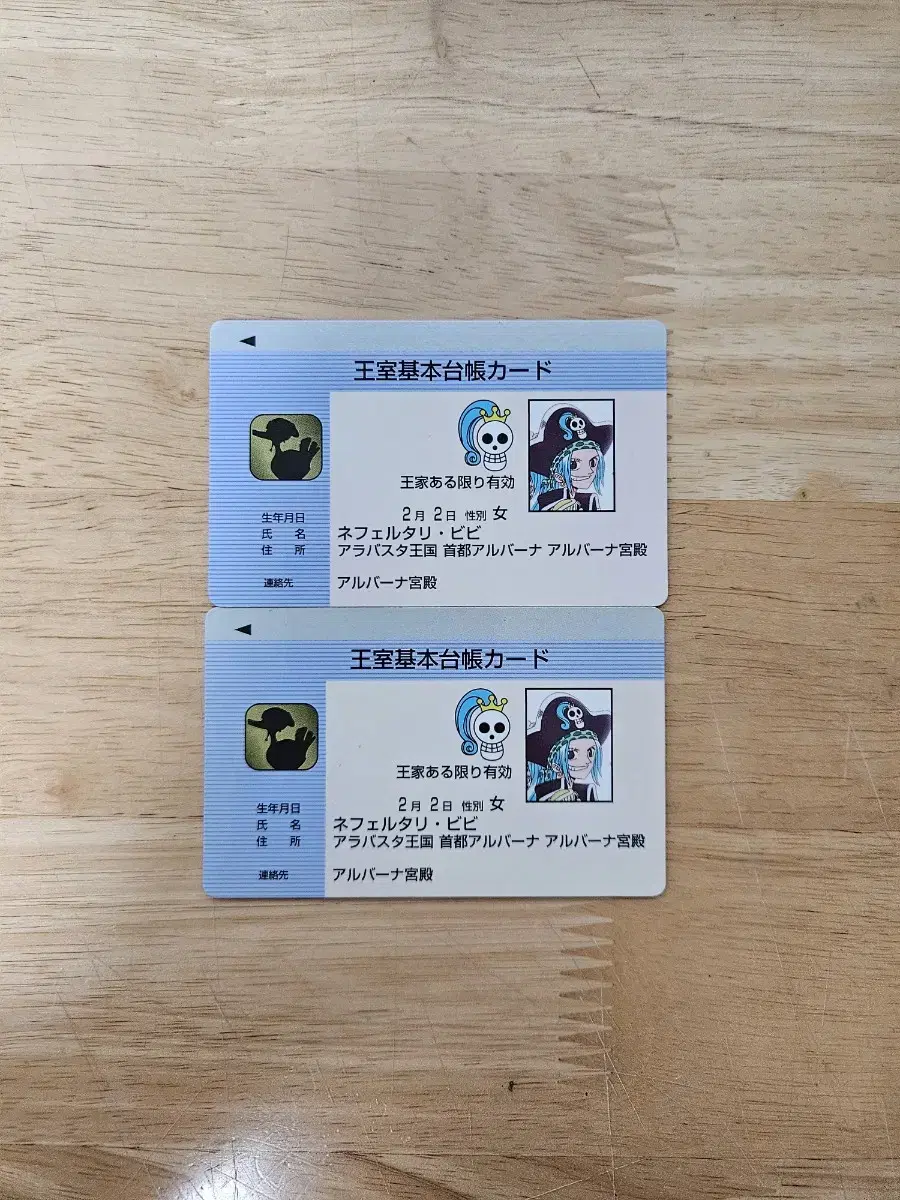 王室基本台帳カード
王家ある限り有効
生年月日 2月 2日 性別 女
氏 名 ネフェルタリ・ビビ
住 所 アラバスタ王国 首都アルバーナ アルバーナ宮殿
連絡先 アルバーナ宮殿
王室基本台帳カード
王家ある限り有効
生年月日 2月 2日 性別 女
氏 名 ネフェルタリ・ビビ
住 所 アラバスタ王国 首都アルバーナ アルバーナ宮殿
連絡先 アルバーナ宮殿